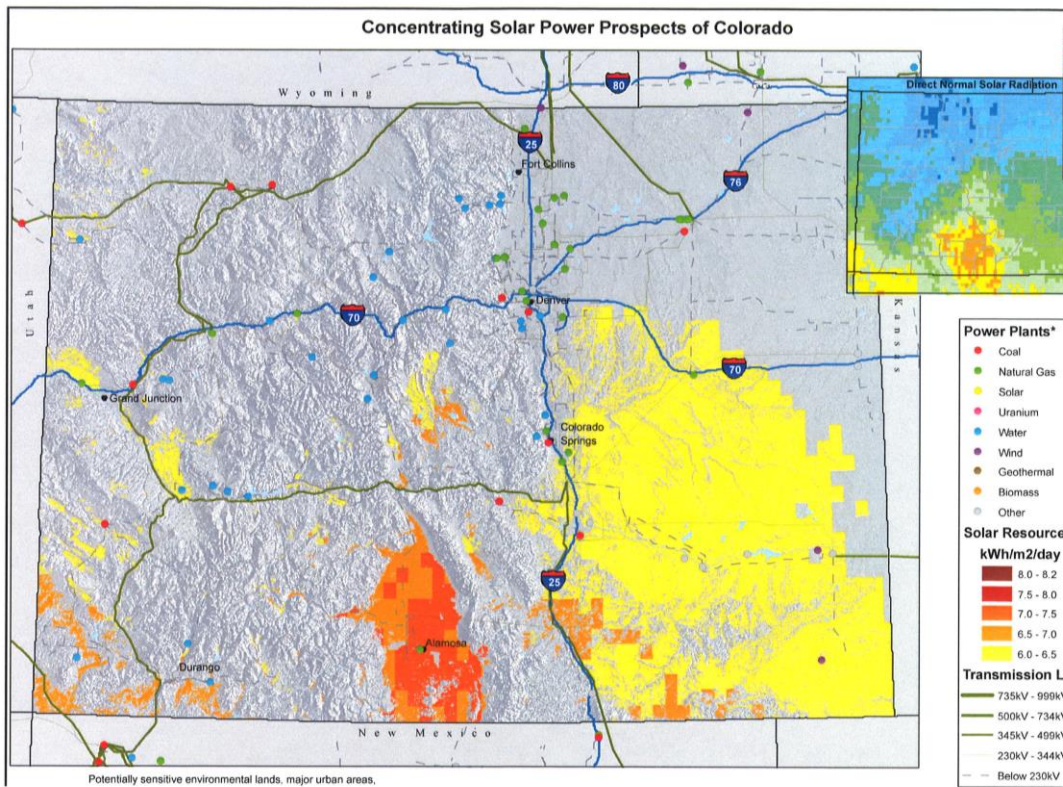 Concentrating Solar Power Prospects of Colorado
Wyoming
80
Direct Normal Solar Radiation
25
Fort Collins
76
Utah
Kansas
70
Denver
70
Grand Junction
Colorado
Springs
25
Alamosa
Durango
New Mexico
Potentially sensitive environmental lands, major urban areas,
Power Plants*
Coal
Natural Gas
Solar
Uranium
Water
Wind
Geothermal
Biomass
Other
Solar Resource
kWh/m2/day
8.0 - 8.2
7.5 - 8.0
7.0 - 7.5
6.5 - 7.0
6.0 - 6.5
Transmission L
735kV - 999kV
500kV - 734kV
345kV - 499kV
230kV - 344kV
Below 230kV